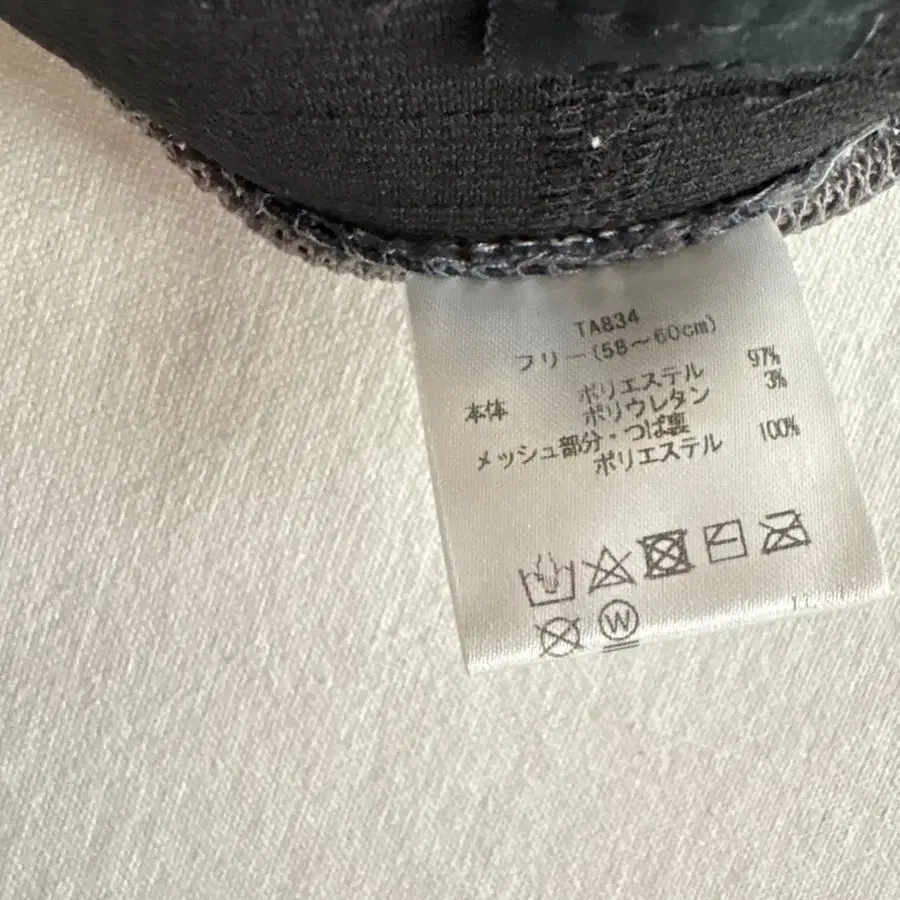 TA834
フリー(58～60cm)
本体 ポリエステル 97%
ポリウレタン 3%
メッシュ部分・つば裏
ポリエステル 100%
W